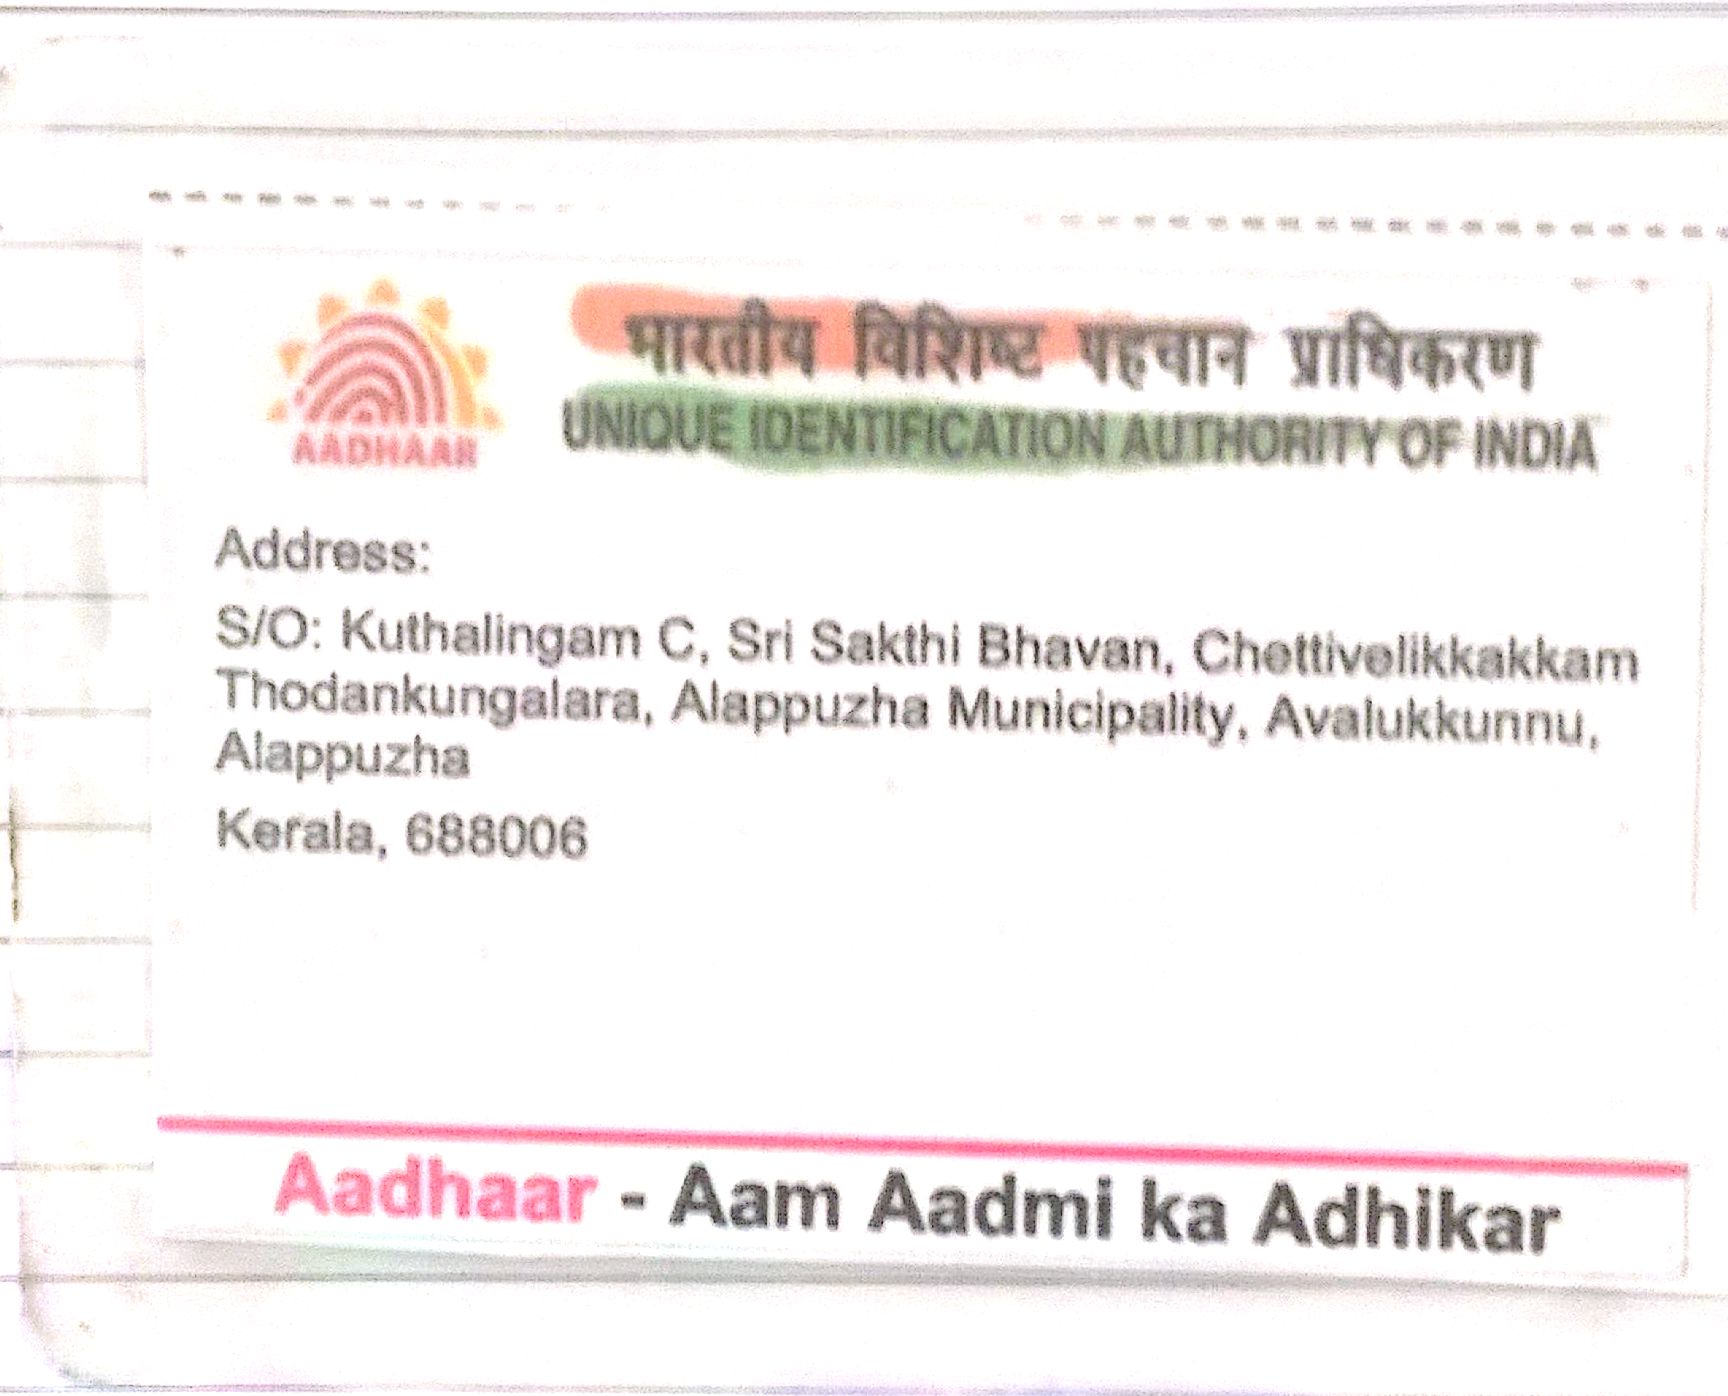 भारतीय विशिष्ट पहचान प्राधिकरण
UNIQUE IDENTIFICATION AUTHORITY OF INDIA
AADHAAR
Address:
S/O: Kuthalingam C, Sri Sakthi Bhavan, Chettivelikkakkam
Thodankungalara, Alappuzha Municipality, Avalukkunnu,
Alappuzha
Kerala, 688006
Aadhaar - Aam Aadmi ka Adhikar